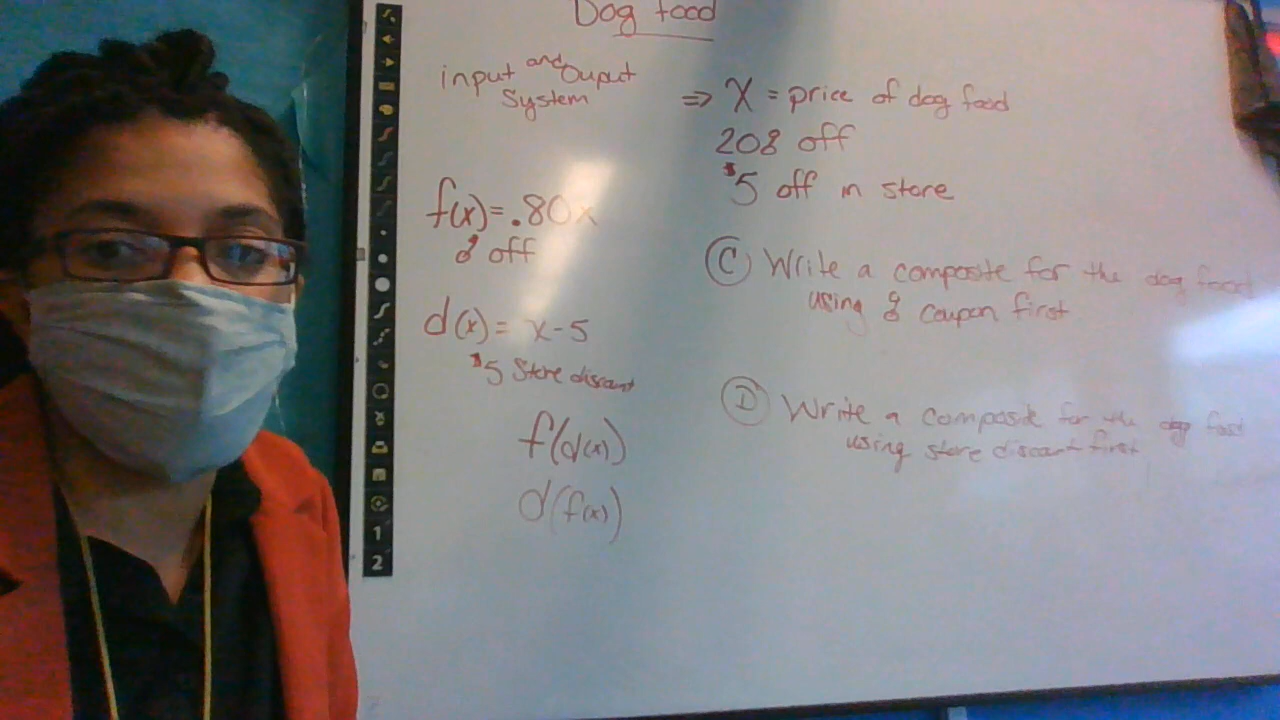 Dog food
input and Ouput
System
⇒ X = price of dog food
20% off
$5 off in store
f(x) = .80x
% off
d(x) = x-5
$5 Store discount
f(d(x))
d(f(x))
C Write a composite for the dog food
using % coupon first
D Write a composite for the dog food
using store discount first
1
2